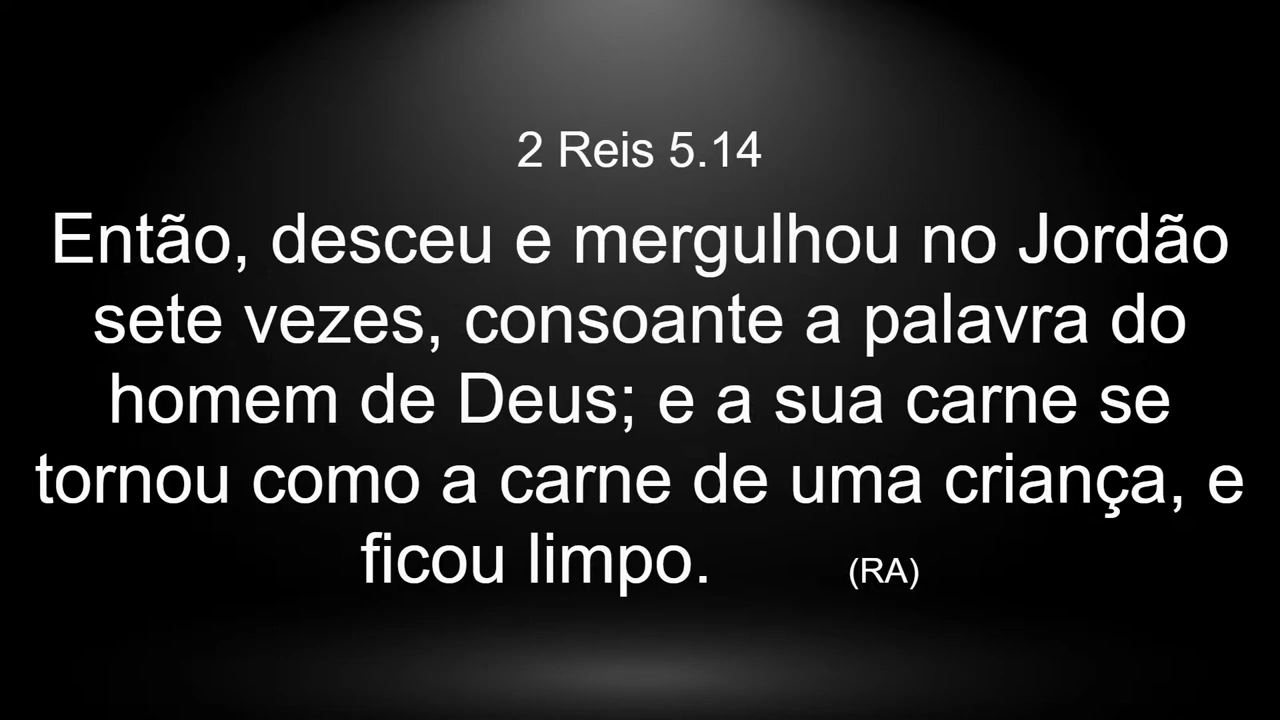 2 Reis 5.14
Então, desceu e mergulhou no Jordão
sete vezes, consoante a palavra do
homem de Deus; e a sua carne se
tornou como a carne de uma criança, e
ficou limpo. (RA)